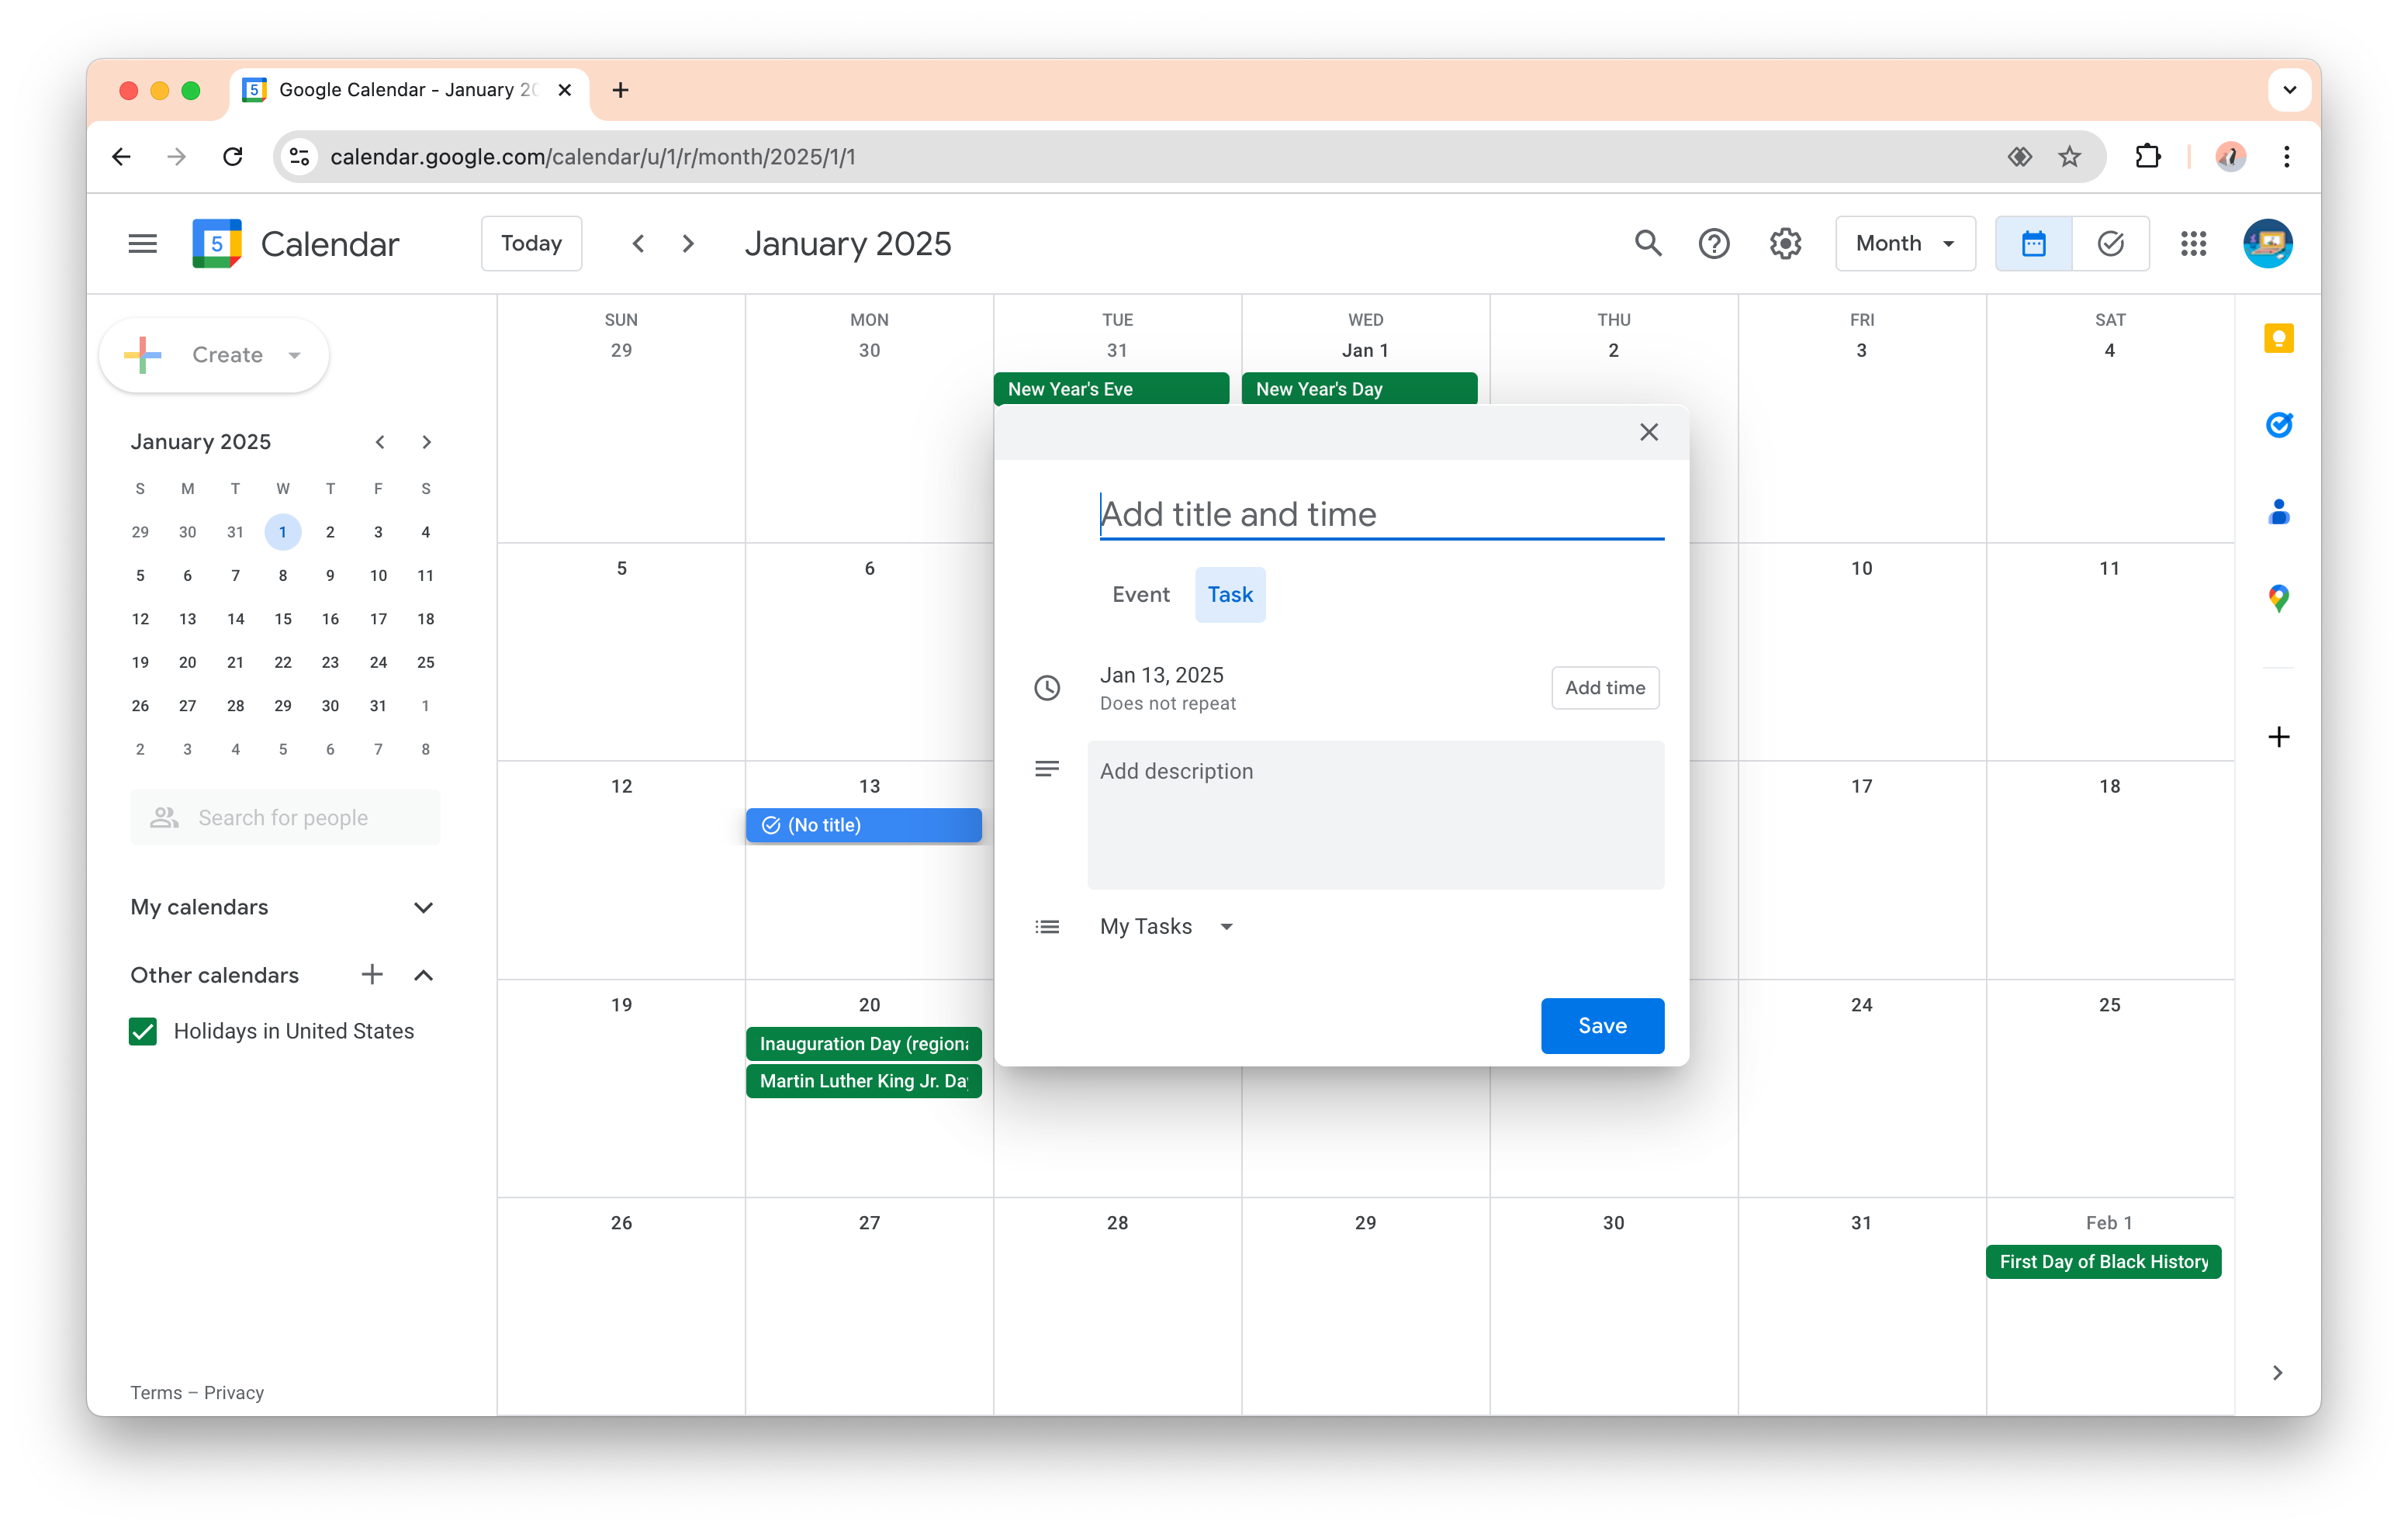 Google Calendar - January 20
calendar.google.com/calendar/u/1/r/month/2025/1/1
5 Calendar Today January 2025 Month
Create
January 2025
S M T W T F S
29 30 31 1 2 3 4
5 6 7 8 9 10 11
12 13 14 15 16 17 18
19 20 21 22 23 24 25
26 27 28 29 30 31 1
2 3 4 5 6 7 8
Search for people
My calendars
Other calendars
Holidays in United States
Terms – Privacy
SUN MON TUE WED THU FRI SAT
29 30 31 Jan 1 2 3 4
New Year's Eve New Year's Day
5 6 10 11
12 13 17 18
(No title)
19 20 24 25
Inauguration Day (regiona
Martin Luther King Jr. Day
26 27 28 29 30 31 Feb 1
First Day of Black History
Add title and time
Event Task
Jan 13, 2025
Does not repeat
Add time
Add description
My Tasks
Save